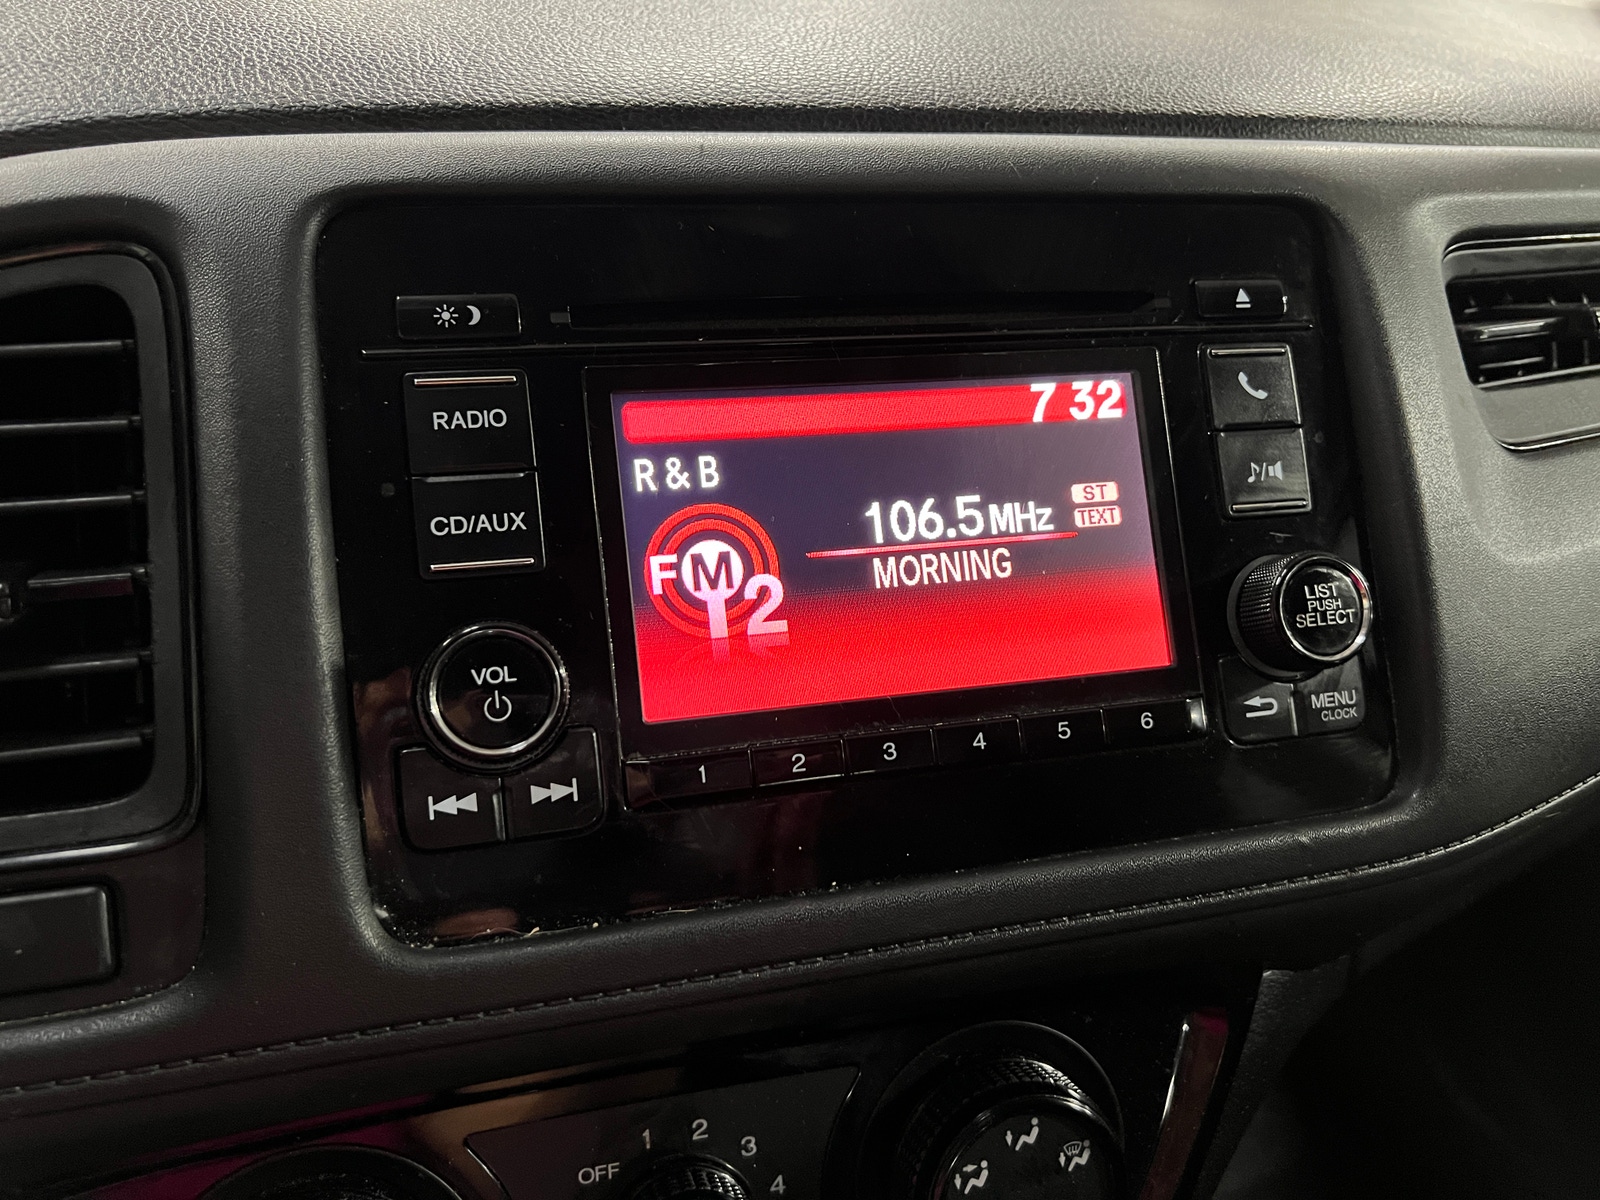 7 32
RADIO
R & B
106.5 MHz
ST
TEXT
CD/AUX
FM
12
MORNING
LIST
PUSH
SELECT
VOL
MENU
CLOCK
1 2 3 4 5 6
OFF 1 2 3 4